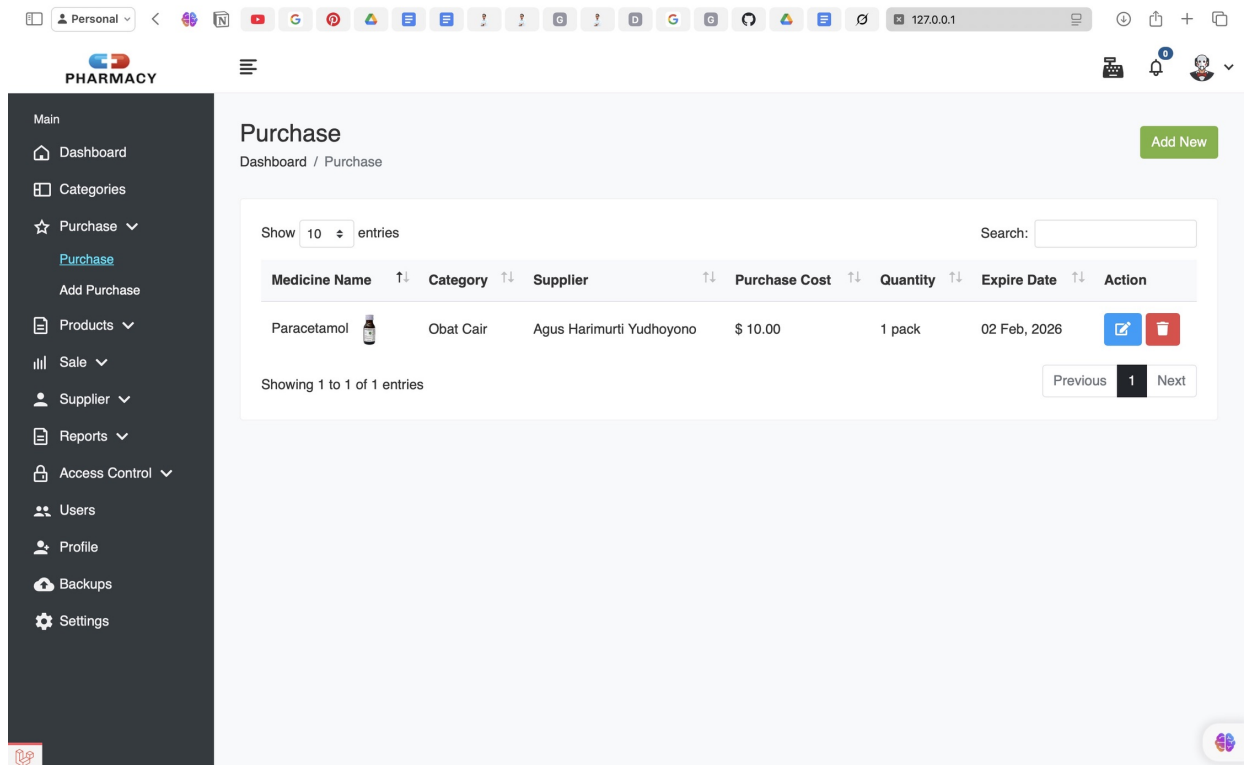 Personal
127.0.0.1
PHARMACY
0
Main
Dashboard
Categories
Purchase
Purchase
Add Purchase
Products
Sale
Supplier
Reports
Access Control
Users
Profile
Backups
Settings
Purchase
Add New
Dashboard / Purchase
Show 10 entries
Search:
Medicine Name Category Supplier Purchase Cost Quantity Expire Date Action
Paracetamol Obat Cair Agus Harimurti Yudhoyono $ 10.00 1 pack 02 Feb, 2026
Showing 1 to 1 of 1 entries
Previous 1 Next